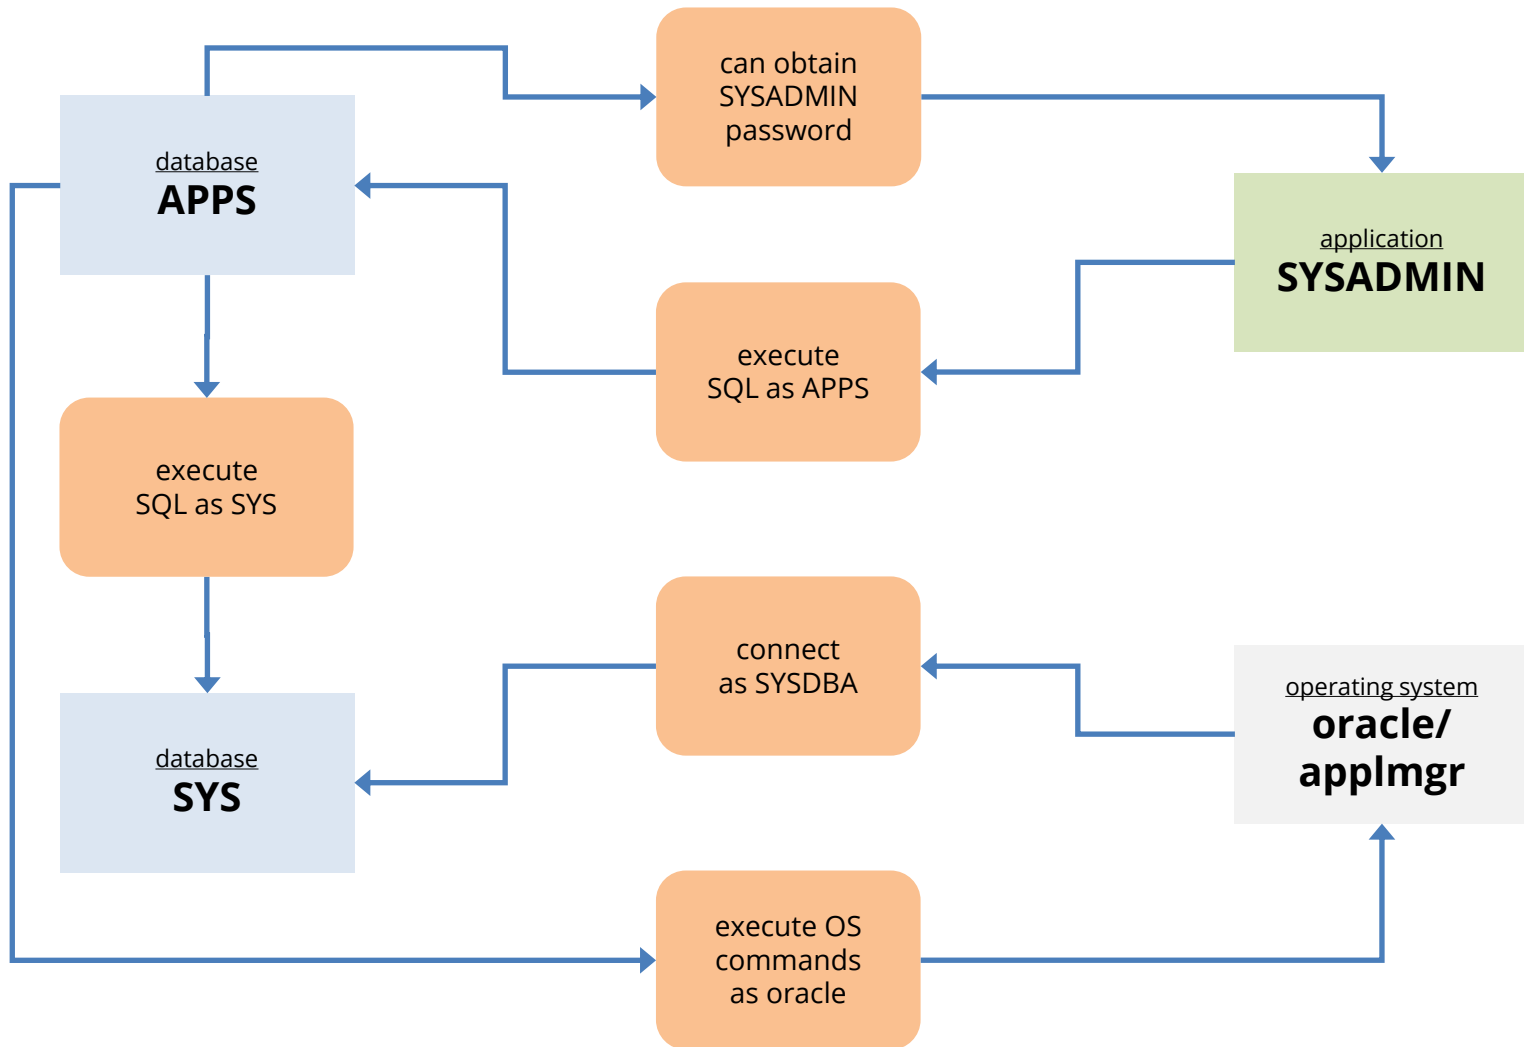 can obtain
SYSADMIN
password
database
APPS
application
SYSADMIN
execute
SQL as APPS
execute
SQL as SYS
connect
as SYSDBA
operating system
oracle/
applmgr
database
SYS
execute OS
commands
as oracle